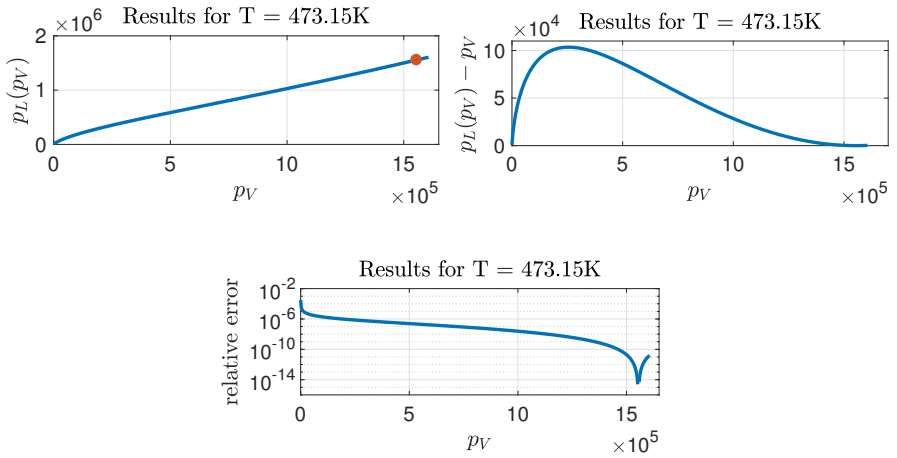 Results for T = 473.15K
×10^6
2
1
0
p_L(p_V)
0 5 10 15
×10^5
p_V
Results for T = 473.15K
×10^4
10
5
0
p_L(p_V) − p_V
0 5 10 15
×10^5
p_V
Results for T = 473.15K
10^-2
10^-6
10^-10
10^-14
relative error
0 5 10 15
×10^5
p_V